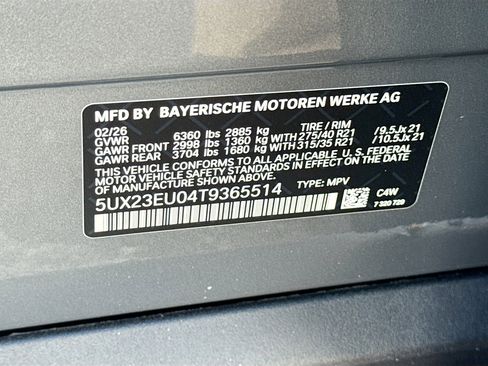 MFD BY BAYERISCHE MOTOREN WERKE AG
02/26 TIRE / RIM
GVWR 6360 lbs 2885 kg
GAWR FRONT 2998 lbs 1360 kg WITH 275/40 R21 /9.5Jx21
GAWR REAR 3704 lbs 1680 kg WITH 315/35 R21 /10.5Jx21
THIS VEHICLE CONFORMS TO ALL APPLICABLE U.S. FEDERAL
MOTOR VEHICLE SAFETY STANDARDS IN EFFECT ON THE DATE
OF MANUFACTURE SHOWN ABOVE.
5UX23EU04T9365514 TYPE: MPV C4W
7 320 729